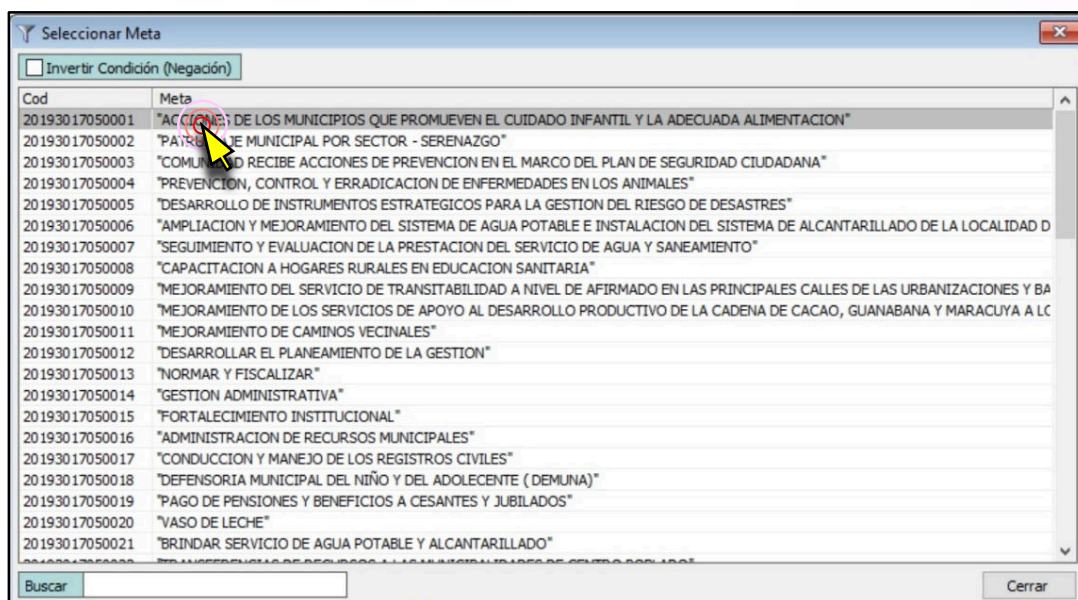 Seleccionar Meta
Invertir Condición (Negación)
Cod Meta
20193017050001 "ACCIONES DE LOS MUNICIPIOS QUE PROMUEVEN EL CUIDADO INFANTIL Y LA ADECUADA ALIMENTACION"
20193017050002 "PATRULLAJE MUNICIPAL POR SECTOR - SERENAZGO"
20193017050003 "COMUNIDAD RECIBE ACCIONES DE PREVENCION EN EL MARCO DEL PLAN DE SEGURIDAD CIUDADANA"
20193017050004 "PREVENCION, CONTROL Y ERRADICACION DE ENFERMEDADES EN LOS ANIMALES"
20193017050005 "DESARROLLO DE INSTRUMENTOS ESTRATEGICOS PARA LA GESTION DEL RIESGO DE DESASTRES"
20193017050006 "AMPLIACION Y MEJORAMIENTO DEL SISTEMA DE AGUA POTABLE E INSTALACION DEL SISTEMA DE ALCANTARILLADO DE LA LOCALIDAD D
20193017050007 "SEGUIMIENTO Y EVALUACION DE LA PRESTACION DEL SERVICIO DE AGUA Y SANEAMIENTO"
20193017050008 "CAPACITACION A HOGARES RURALES EN EDUCACION SANITARIA"
20193017050009 "MEJORAMIENTO DEL SERVICIO DE TRANSITABILIDAD A NIVEL DE AFIRMADO EN LAS PRINCIPALES CALLES DE LAS URBANIZACIONES Y BA
20193017050010 "MEJORAMIENTO DE LOS SERVICIOS DE APOYO AL DESARROLLO PRODUCTIVO DE LA CADENA DE CACAO, GUANABANA Y MARACUYA A LO
20193017050011 "MEJORAMIENTO DE CAMINOS VECINALES"
20193017050012 "DESARROLLAR EL PLANEAMIENTO DE LA GESTION"
20193017050013 "NORMAR Y FISCALIZAR"
20193017050014 "GESTION ADMINISTRATIVA"
20193017050015 "FORTALECIMIENTO INSTITUCIONAL"
20193017050016 "ADMINISTRACION DE RECURSOS MUNICIPALES"
20193017050017 "CONDUCCION Y MANEJO DE LOS REGISTROS CIVILES"
20193017050018 "DEFENSORIA MUNICIPAL DEL NIÑO Y DEL ADOLECENTE ( DEMUNA)"
20193017050019 "PAGO DE PENSIONES Y BENEFICIOS A CESANTES Y JUBILADOS"
20193017050020 "VASO DE LECHE"
20193017050021 "BRINDAR SERVICIO DE AGUA POTABLE Y ALCANTARILLADO"
Buscar
Cerrar